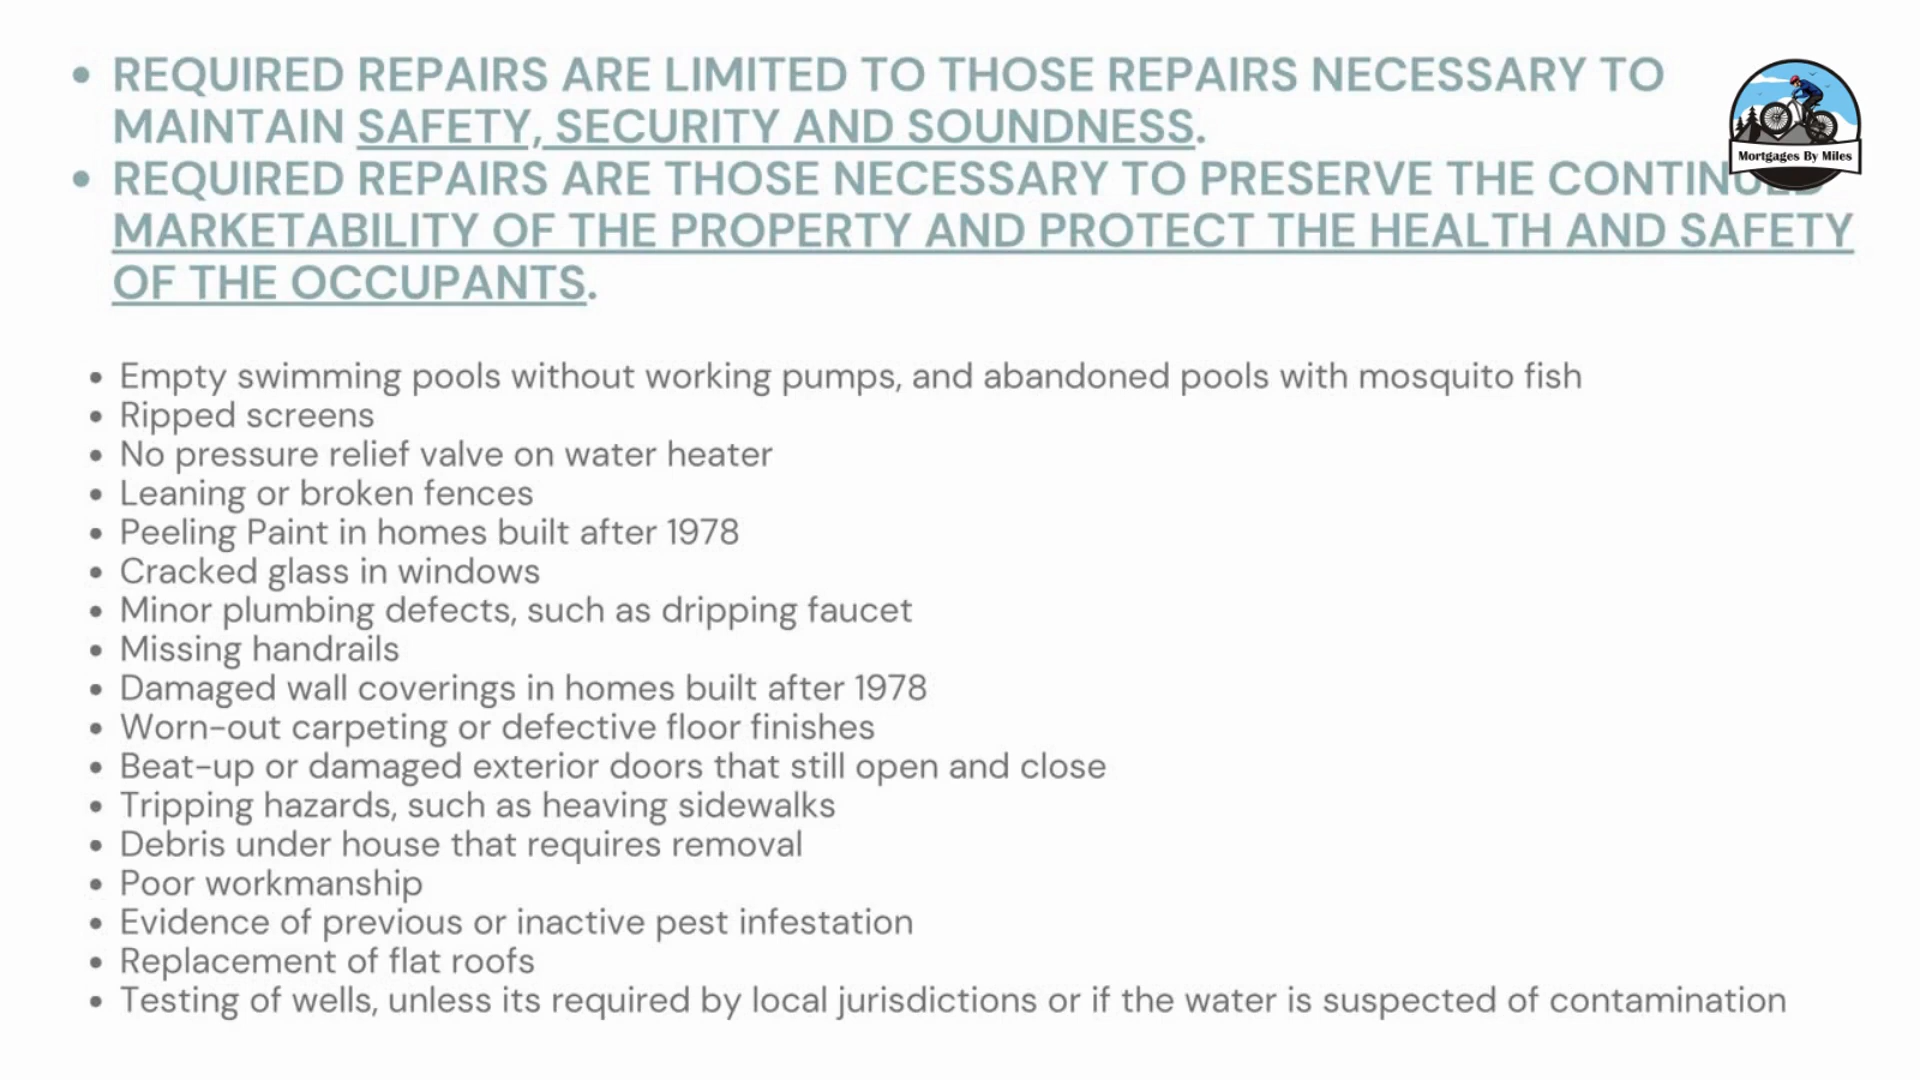 • REQUIRED REPAIRS ARE LIMITED TO THOSE REPAIRS NECESSARY TO
MAINTAIN SAFETY, SECURITY AND SOUNDNESS.
Mortgages By Miles
• REQUIRED REPAIRS ARE THOSE NECESSARY TO PRESERVE THE CONTINUED
MARKETABILITY OF THE PROPERTY AND PROTECT THE HEALTH AND SAFETY
OF THE OCCUPANTS.
• Empty swimming pools without working pumps, and abandoned pools with mosquito fish
• Ripped screens
• No pressure relief valve on water heater
• Leaning or broken fences
• Peeling Paint in homes built after 1978
• Cracked glass in windows
• Minor plumbing defects, such as dripping faucet
• Missing handrails
• Damaged wall coverings in homes built after 1978
• Worn-out carpeting or defective floor finishes
• Beat-up or damaged exterior doors that still open and close
• Tripping hazards, such as heaving sidewalks
• Debris under house that requires removal
• Poor workmanship
• Evidence of previous or inactive pest infestation
• Replacement of flat roofs
• Testing of wells, unless its required by local jurisdictions or if the water is suspected of contamination